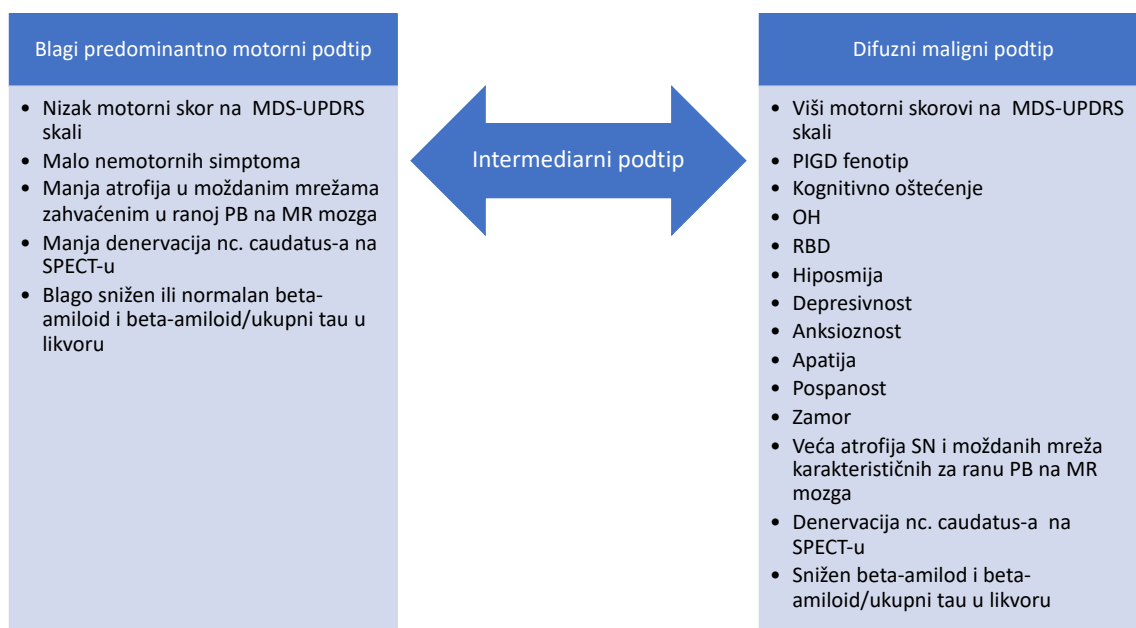 Blagi predominantno motorni podtip
• Nizak motorni skor na MDS-UPDRS
skali
• Malo nemotornih simptoma
• Manja atrofija u moždanim mrežama
zahvaćenim u ranoj PB na MR mozga
• Manja denervacija nc. caudatus-a na
SPECT-u
• Blago snižen ili normalan beta-
amiloid i beta-amiloid/ukupni tau u
likvoru
Intermediarni podtip
Difuzni maligni podtip
• Viši motorni skorovi na MDS-UPDRS
skali
• PIGD fenotip
• Kognitivno oštećenje
• OH
• RBD
• Hiposmija
• Depresivnost
• Anksioznost
• Apatija
• Pospanost
• Zamor
• Veća atrofija SN i moždanih mreža
karakterističnih za ranu PB na MR
mozga
• Denervacija nc. caudatus-a na
SPECT-u
• Snižen beta-amilod i beta-
amiloid/ukupni tau u likvoru